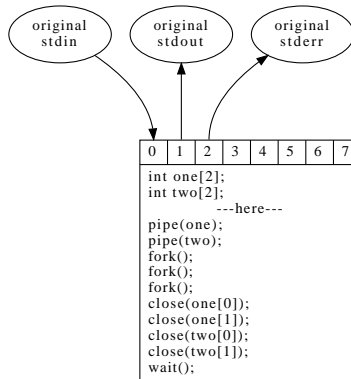 original
stdin
original
stdout
original
stderr
0 1 2 3 4 5 6 7
int one[2];
int two[2];
---here---
pipe(one);
pipe(two);
fork();
fork();
fork();
close(one[0]);
close(one[1]);
close(two[0]);
close(two[1]);
wait();